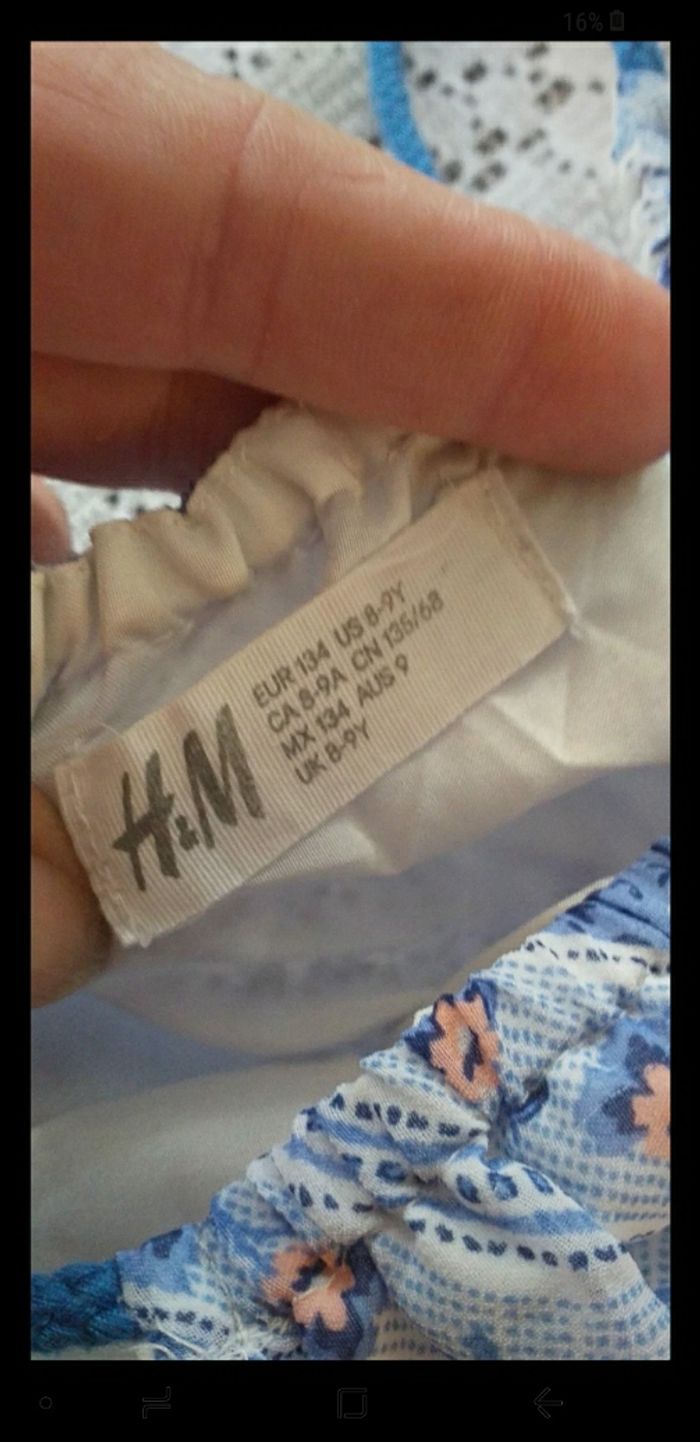 16%
H&M
EUR 134 US 8-9Y
CA 8-9A CN 135/68
MX 134 AUS 9
UK 8-9Y